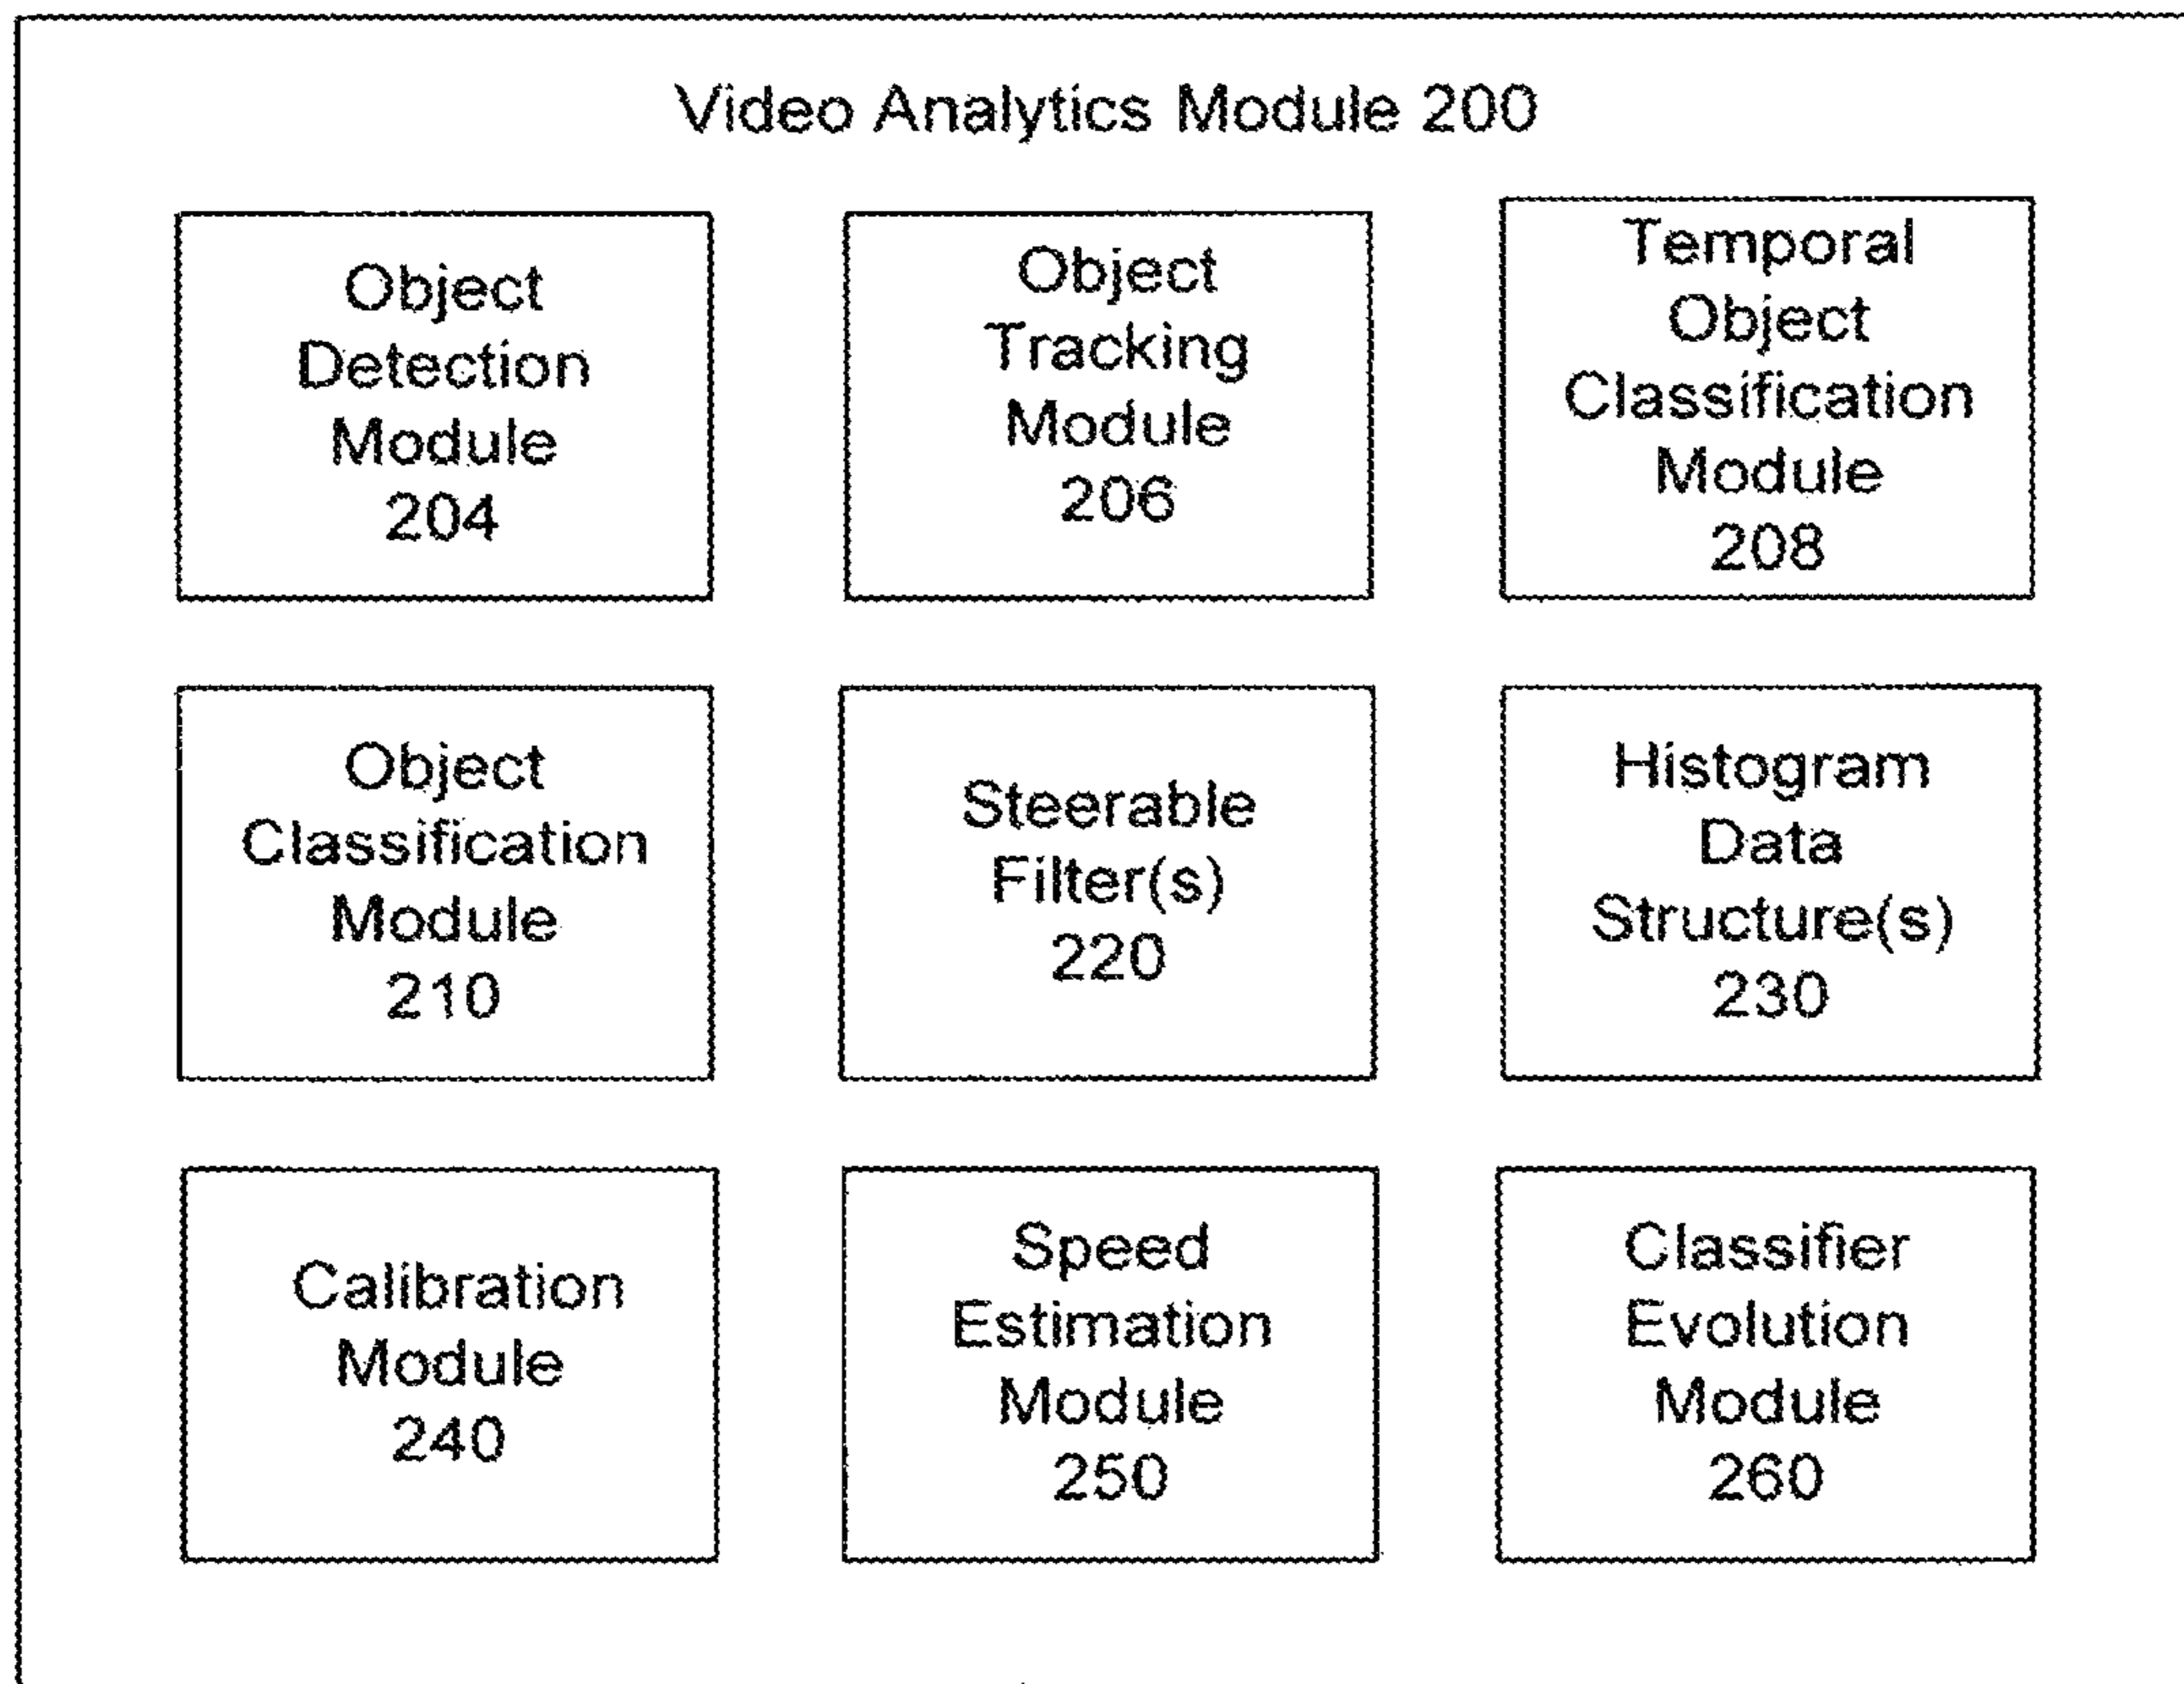 Video Analytics Module 200
Object
Detection
Module
204
Object
Tracking
Module
206
Temporal
Object
Classification
Module
208
Object
Classification
Module
210
Steerable
Filter(s)
220
Histogram
Data
Structure(s)
230
Calibration
Module
240
Speed
Estimation
Module
250
Classifier
Evolution
Module
260